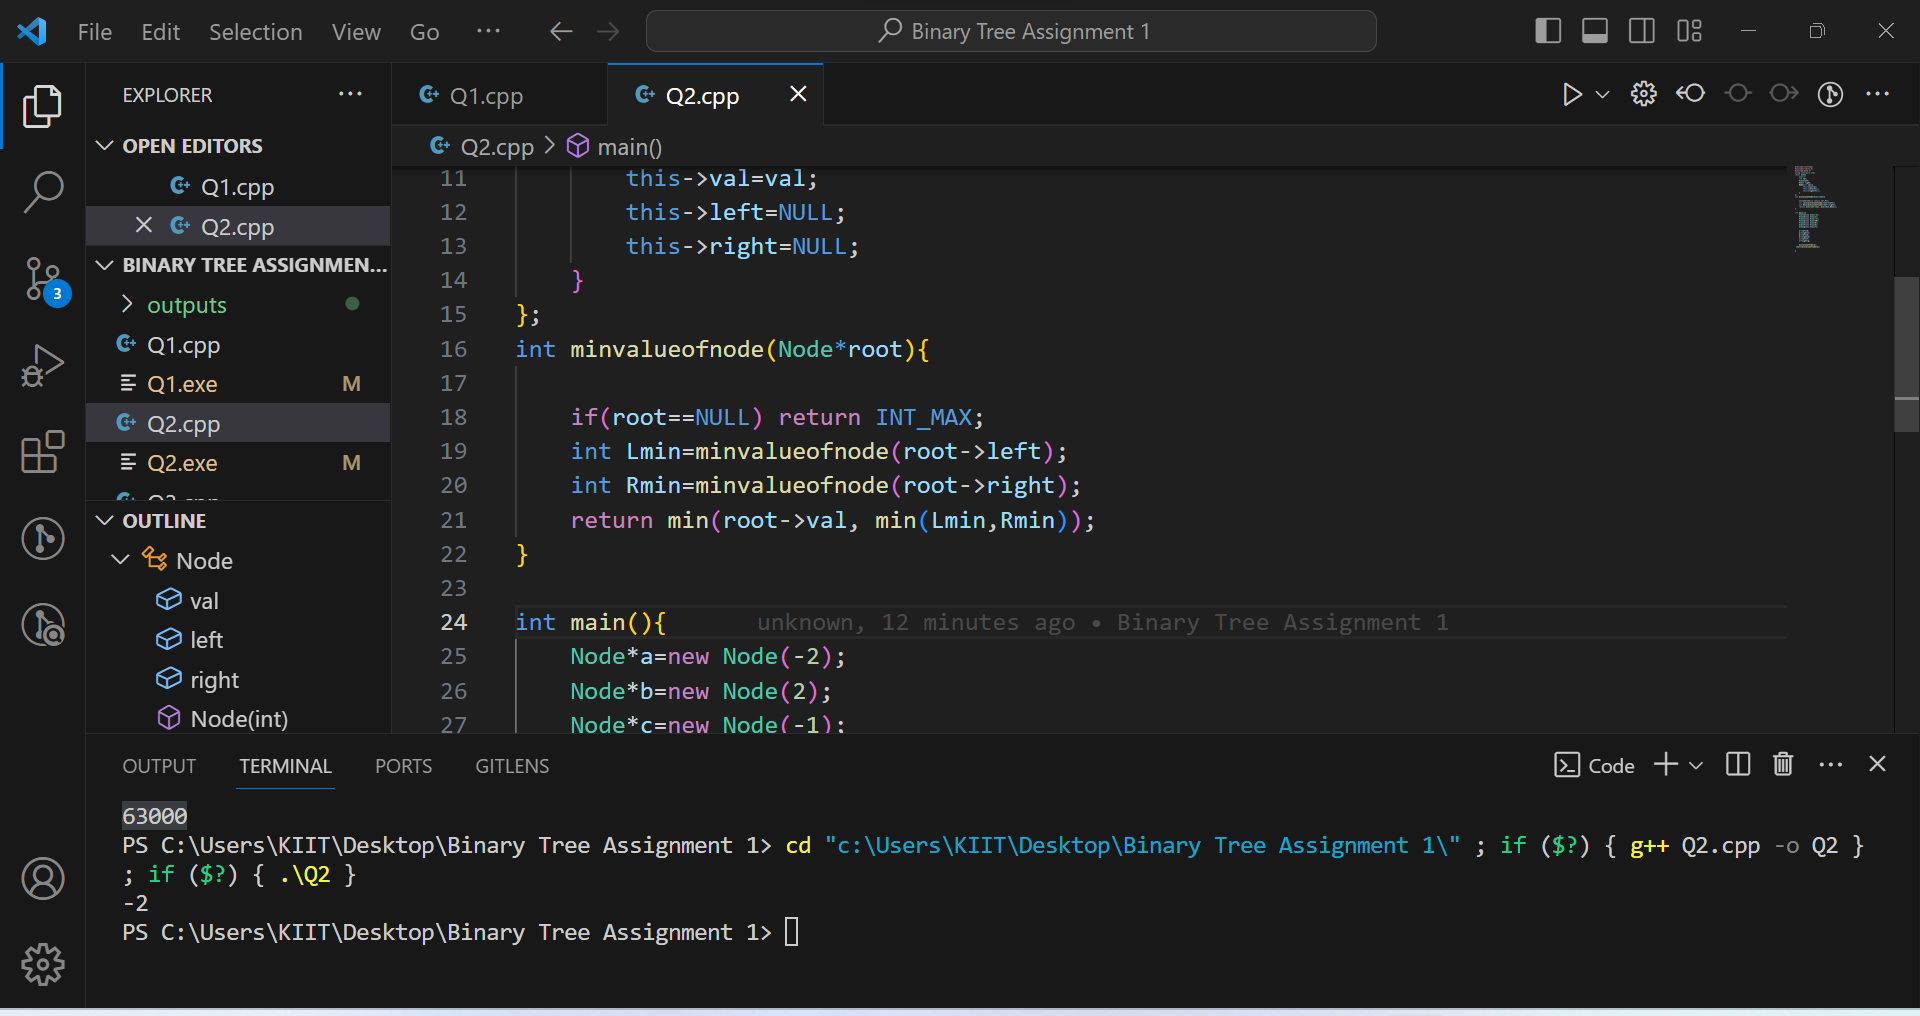 File Edit Selection View Go ··· Binary Tree Assignment 1
EXPLORER
OPEN EDITORS
Q1.cpp
Q2.cpp
BINARY TREE ASSIGNMEN...
outputs
Q1.cpp
Q1.exe M
Q2.cpp
Q2.exe M
OUTLINE
Node
val
left
right
Node(int)
3
Q1.cpp Q2.cpp
Q2.cpp > main()
11 this->val=val;
12 this->left=NULL;
13 this->right=NULL;
14 }
15 };
16 int minvalueofnode(Node*root){
17
18 if(root==NULL) return INT_MAX;
19 int Lmin=minvalueofnode(root->left);
20 int Rmin=minvalueofnode(root->right);
21 return min(root->val, min(Lmin,Rmin));
22 }
23
24 int main(){ unknown, 12 minutes ago • Binary Tree Assignment 1
25 Node*a=new Node(-2);
26 Node*b=new Node(2);
27 Node*c=new Node(-1);
OUTPUT TERMINAL PORTS GITLENS Code
63000
PS C:\Users\KIIT\Desktop\Binary Tree Assignment 1> cd "c:\Users\KIIT\Desktop\Binary Tree Assignment 1\" ; if ($?) { g++ Q2.cpp -o Q2 }
; if ($?) { .\Q2 }
-2
PS C:\Users\KIIT\Desktop\Binary Tree Assignment 1>